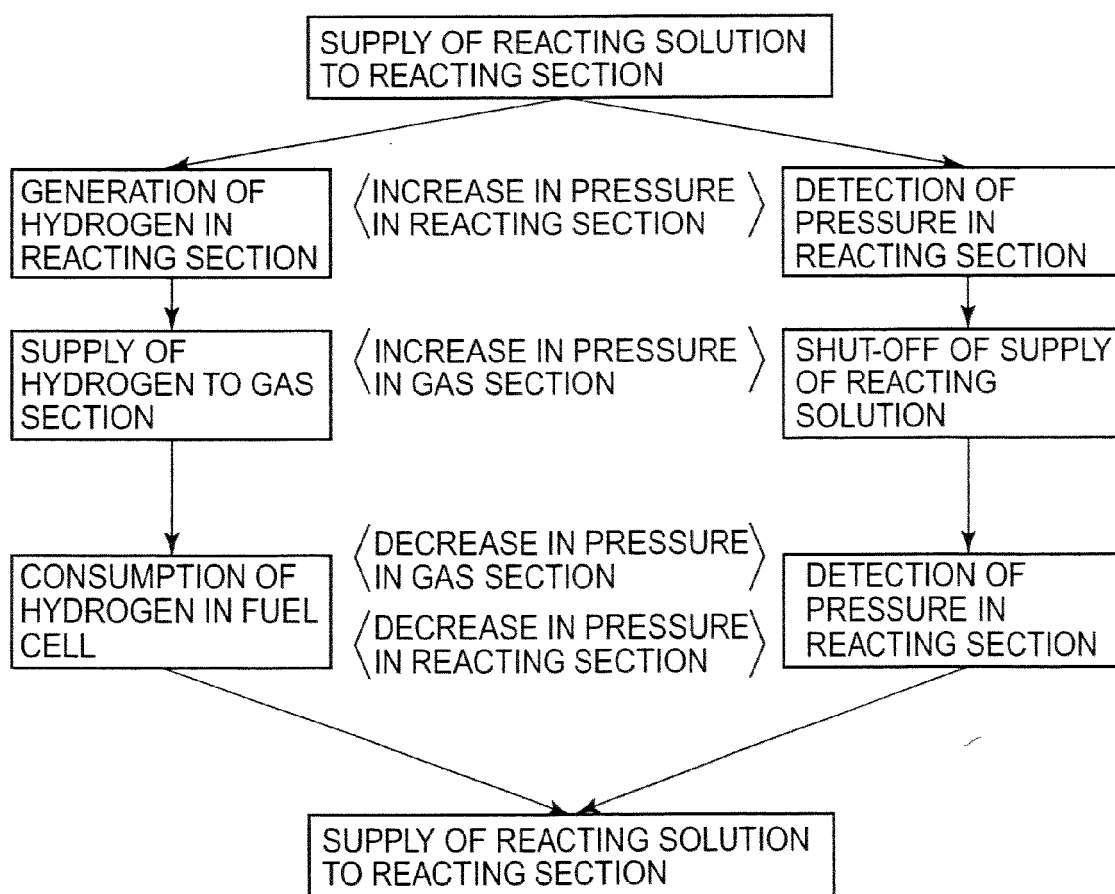 SUPPLY OF REACTING SOLUTION
TO REACTING SECTION
GENERATION OF
HYDROGEN IN
REACTING SECTION
〈INCREASE IN PRESSURE
IN REACTING SECTION〉
DETECTION OF
PRESSURE IN
REACTING SECTION
SUPPLY OF
HYDROGEN TO GAS
SECTION
〈INCREASE IN PRESSURE
IN GAS SECTION〉
SHUT-OFF OF SUPPLY
OF REACTING
SOLUTION
CONSUMPTION OF
HYDROGEN IN FUEL
CELL
〈DECREASE IN PRESSURE
IN GAS SECTION〉
〈DECREASE IN PRESSURE
IN REACTING SECTION〉
DETECTION OF
PRESSURE IN
REACTING SECTION
SUPPLY OF REACTING SOLUTION
TO REACTING SECTION